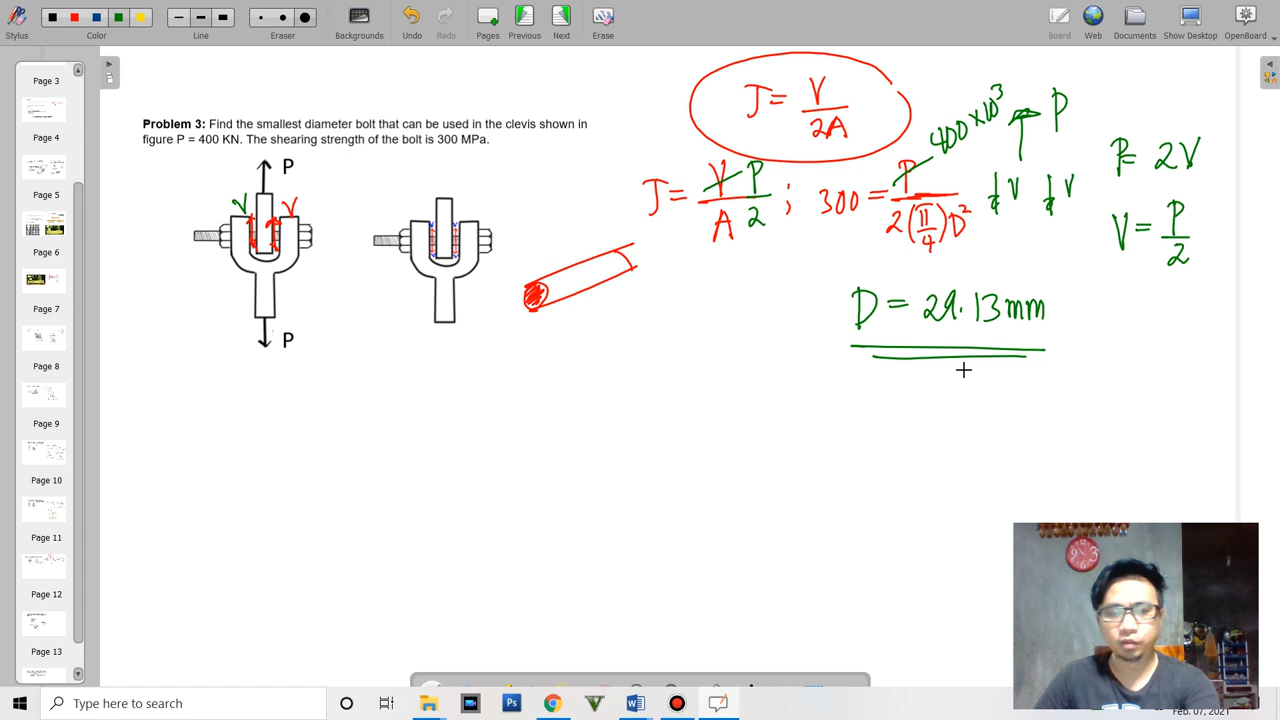 Stylus
Color
Line
Eraser
Backgrounds
Undo
Redo
Pages
Previous
Next
Erase
Board
Web
Documents
Show Desktop
OpenBoard
Page 3
Page 4
Page 5
Page 6
Page 7
Page 8
Page 9
Page 10
Page 11
Page 12
Page 13
Problem 3: Find the smallest diameter bolt that can be used in the clevis shown in
figure P = 400 KN. The shearing strength of the bolt is 300 MPa.
P
V V
P
J = V / 2A
J = V P / A 2 ; 300 = P / 2(π/4)D²
400×10³
P
V V
P = 2V
V = P / 2
D = 29.13mm
Type here to search
Feb. 07, 2021